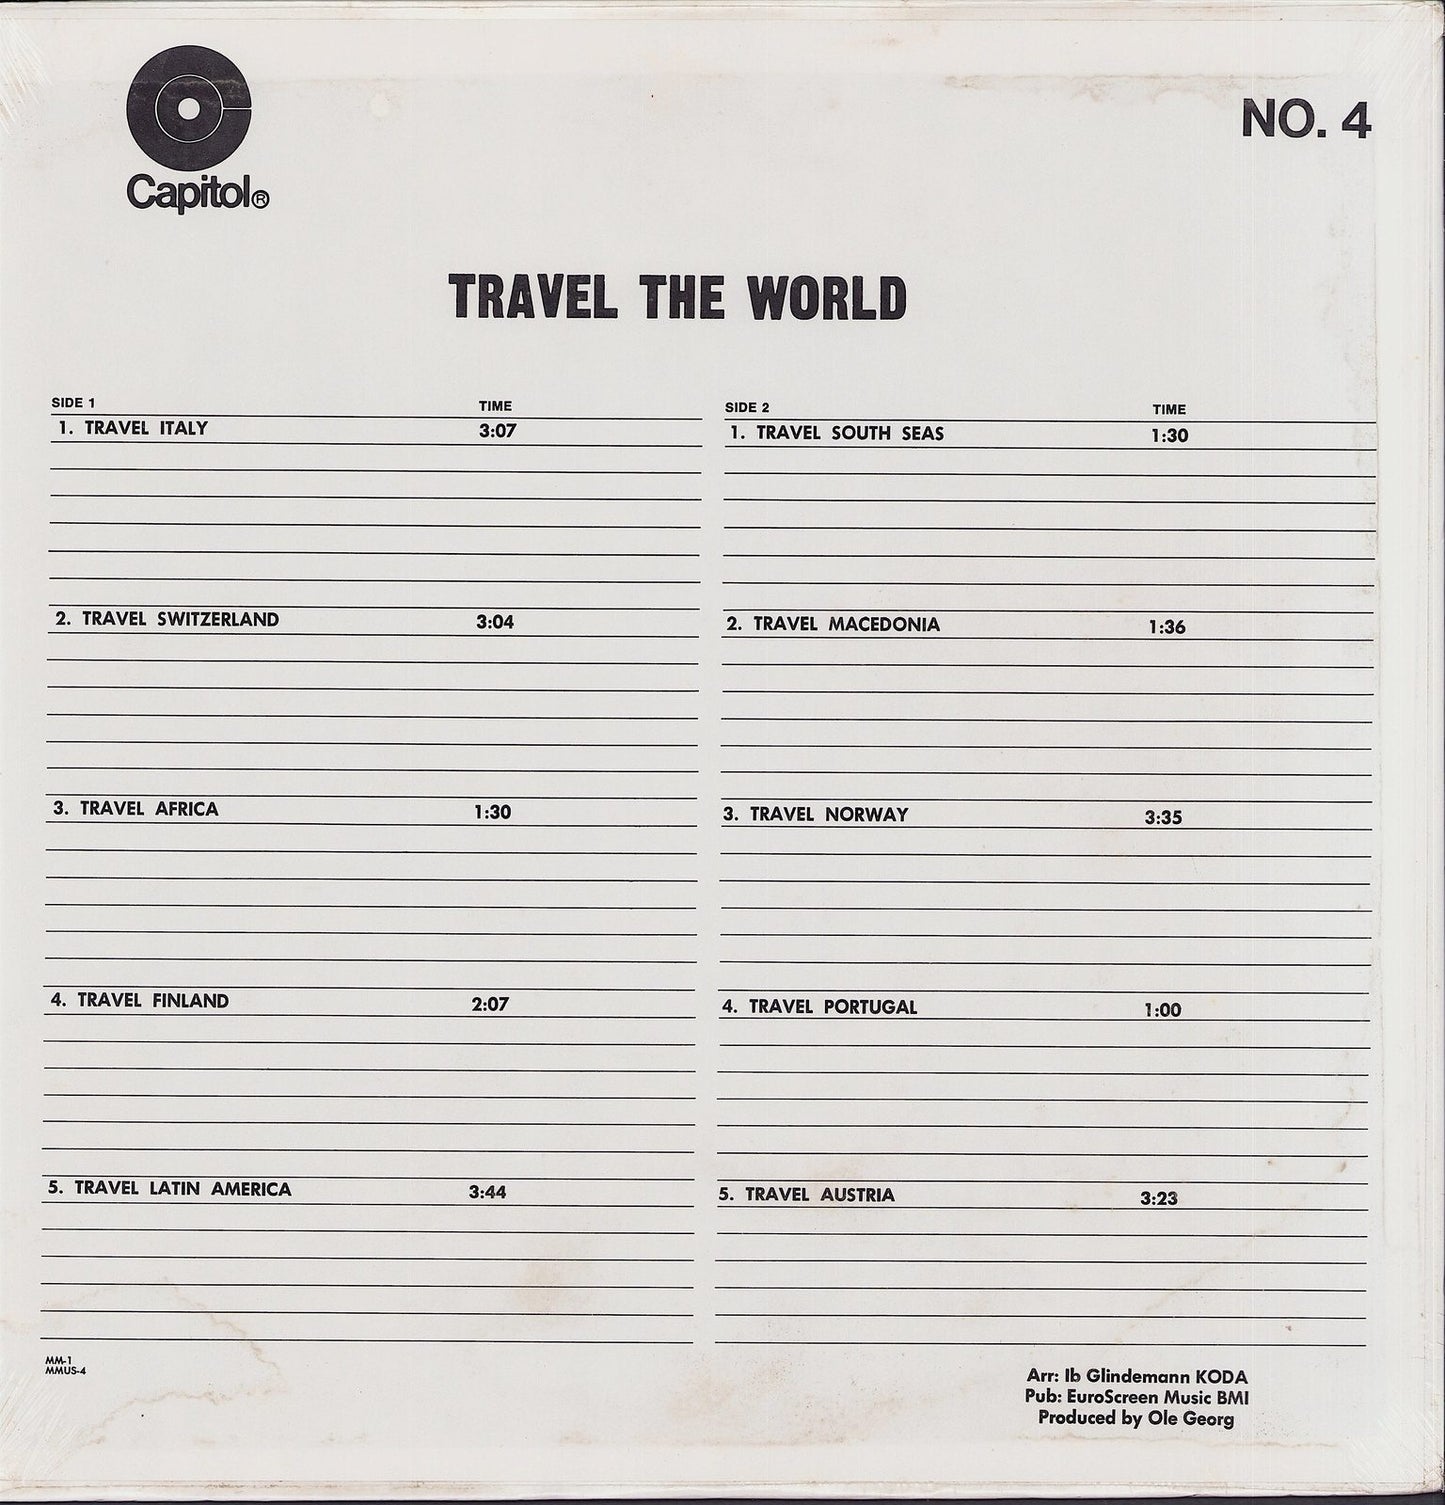 Capitol®
NO. 4
TRAVEL THE WORLD
SIDE 1 TIME
1. TRAVEL ITALY 3:07
2. TRAVEL SWITZERLAND 3:04
3. TRAVEL AFRICA 1:30
4. TRAVEL FINLAND 2:07
5. TRAVEL LATIN AMERICA 3:44
SIDE 2 TIME
1. TRAVEL SOUTH SEAS 1:30
2. TRAVEL MACEDONIA 1:36
3. TRAVEL NORWAY 3:35
4. TRAVEL PORTUGAL 1:00
5. TRAVEL AUSTRIA 3:23
MM-1
MMUS-4
Arr: Ib Glindemann KODA
Pub: EuroScreen Music BMI
Produced by Ole Georg